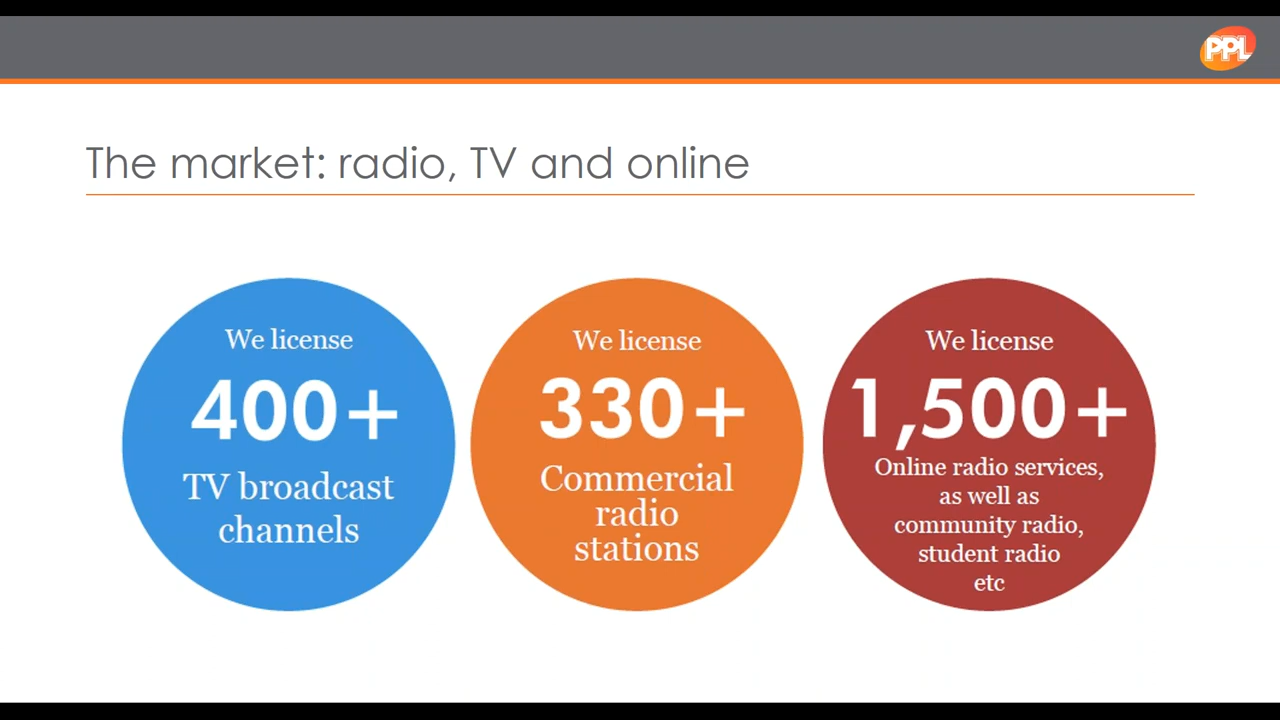 PPL
The market: radio, TV and online
We license
400+
TV broadcast
channels
We license
330+
Commercial
radio
stations
We license
1,500+
Online radio services,
as well as
community radio,
student radio
etc